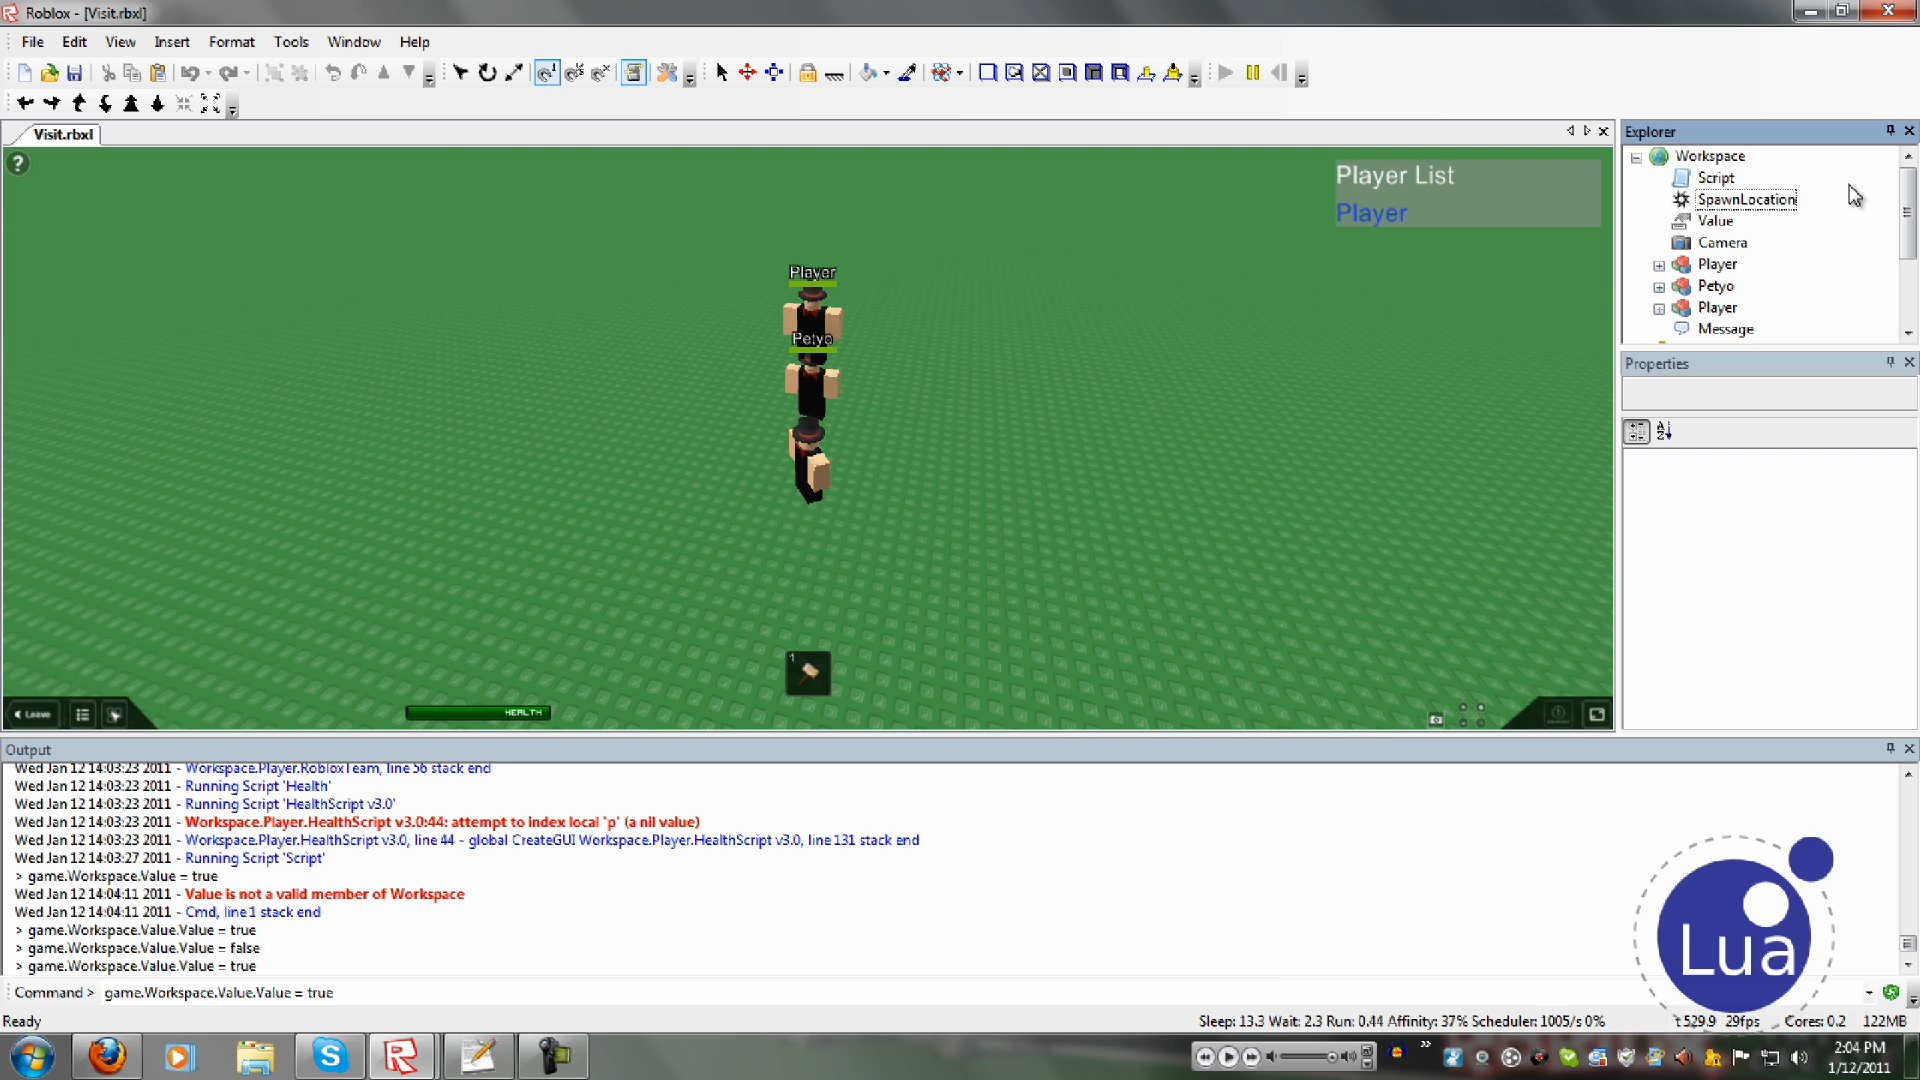 Roblox - [Visit.rbxl]
File Edit View Insert Format Tools Window Help
Visit.rbxl
Player List
Player
Player
Petyo
1
Leave
HEALTH
Explorer
Workspace
Script
SpawnLocation
Value
Camera
Player
Petyo
Player
Message
Properties
Output
Wed Jan 12 14:03:23 2011 - Workspace.Player.RobloxTeam, line 56 stack end
Wed Jan 12 14:03:23 2011 - Running Script 'Health'
Wed Jan 12 14:03:23 2011 - Running Script 'HealthScript v3.0'
Wed Jan 12 14:03:23 2011 - Workspace.Player.HealthScript v3.0:44: attempt to index local 'p' (a nil value)
Wed Jan 12 14:03:23 2011 - Workspace.Player.HealthScript v3.0, line 44 - global CreateGUI Workspace.Player.HealthScript v3.0, line 131 stack end
Wed Jan 12 14:03:27 2011 - Running Script 'Script'
> game.Workspace.Value = true
Wed Jan 12 14:04:11 2011 - Value is not a valid member of Workspace
Wed Jan 12 14:04:11 2011 - Cmd, line 1 stack end
> game.Workspace.Value.Value = true
> game.Workspace.Value.Value = false
> game.Workspace.Value.Value = true
Lua
Command > game.Workspace.Value.Value = true
Ready
Sleep: 13.3 Wait: 2.3 Run: 0.44 Affinity: 37% Scheduler: 1005/s 0% t 529.9 29fps Cores: 0.2 122MB
2:04 PM
1/12/2011